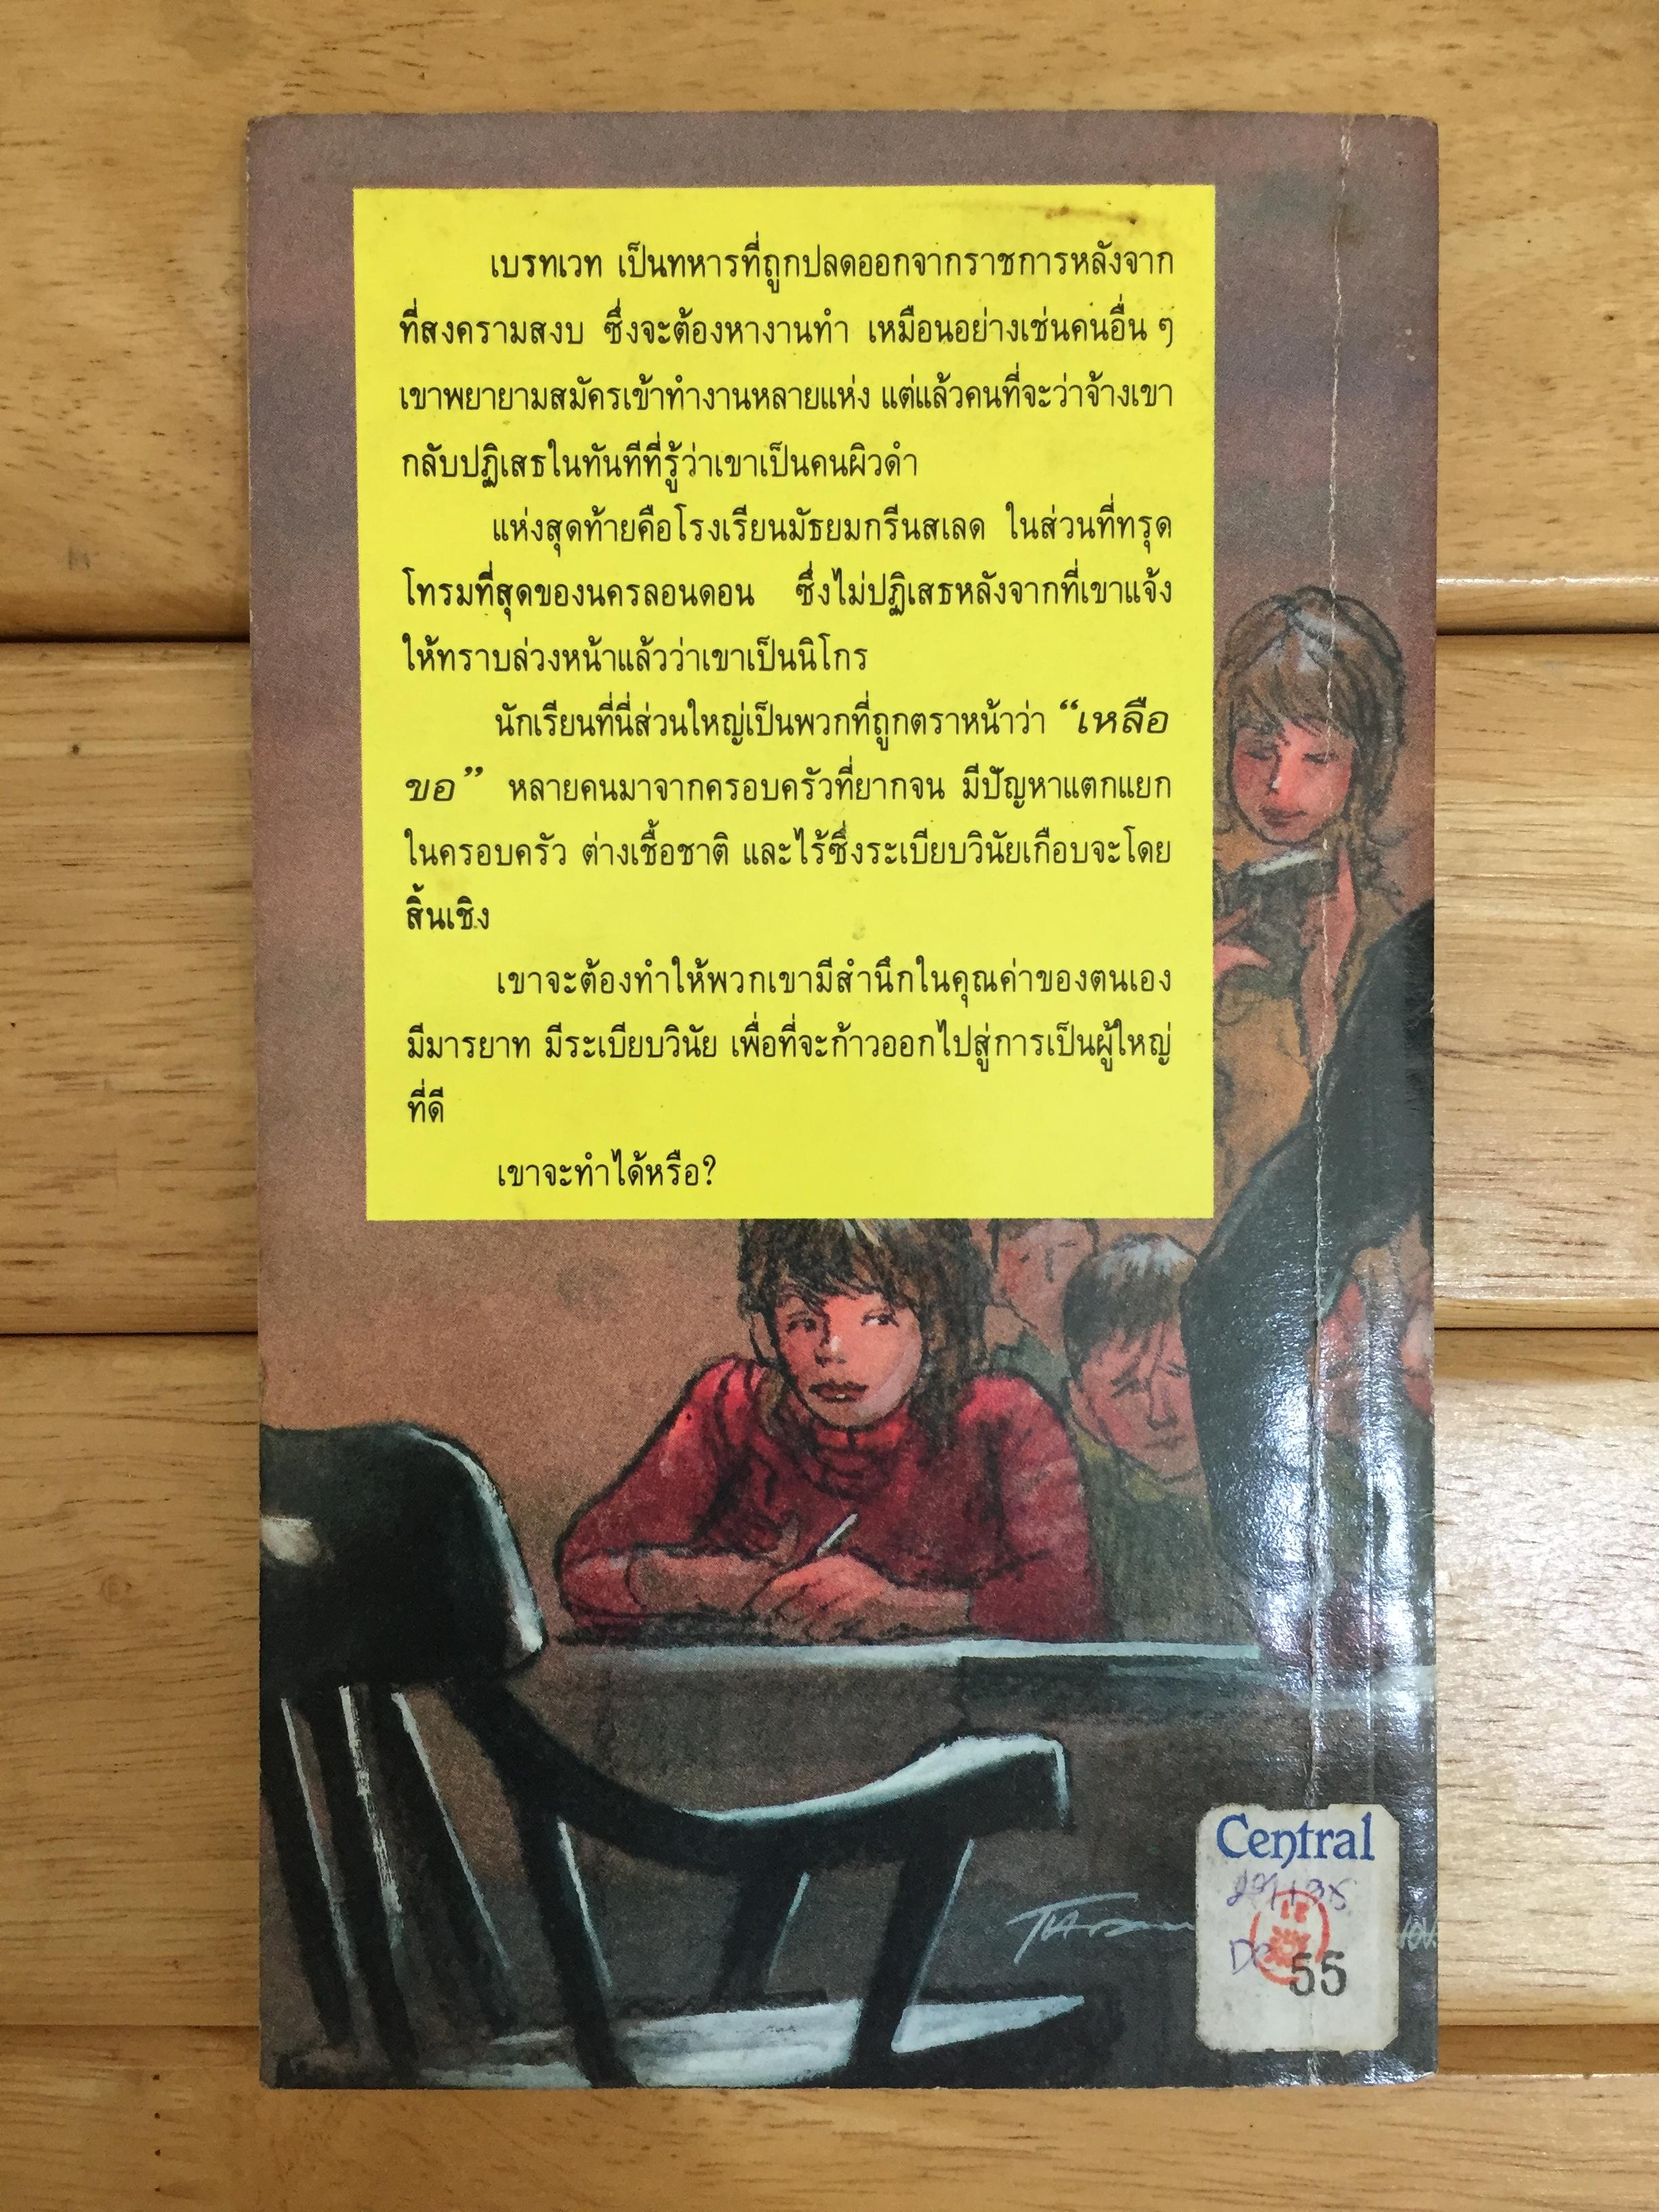 เบรทเวท เป็นทหารที่ถูกปลดออกจากราชการหลังจาก
ที่สงครามสงบ ซึ่งจะต้องหางานทำ เหมือนอย่างเช่นคนอื่น ๆ
เขาพยายามสมัครเข้าทำงานหลายแห่ง แต่แล้วคนที่จะว่าจ้างเขา
กลับปฏิเสธในทันทีที่รู้ว่าเขาเป็นคนผิวดำ
แห่งสุดท้ายคือโรงเรียนมัธยมกรีนสเลด ในส่วนที่ทรุด
โทรมที่สุดของนครลอนดอน ซึ่งไม่ปฏิเสธหลังจากที่เขาแจ้ง
ให้ทราบล่วงหน้าแล้วว่าเขาเป็นนิโกร
นักเรียนที่นี่ส่วนใหญ่เป็นพวกที่ถูกตราหน้าว่า “เหลือ
ขอ” หลายคนมาจากครอบครัวที่ยากจน มีปัญหาแตกแยก
ในครอบครัว ต่างเชื้อชาติ และไร้ซึ่งระเบียบวินัยเกือบจะโดย
สิ้นเชิง
เขาจะต้องทำให้พวกเขามีสำนึกในคุณค่าของตนเอง
มีมารยาท มีระเบียบวินัย เพื่อที่จะก้าวออกไปสู่การเป็นผู้ใหญ่
ที่ดี
เขาจะทำได้หรือ?
Central
55